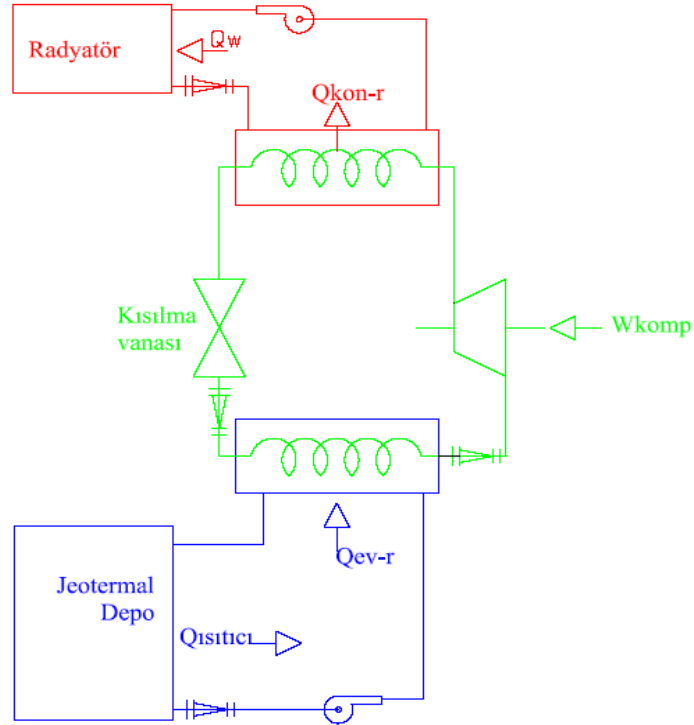 Radyatör
Qw
Qkon-r
Kısılma
vanası
Wkomp
Qev-r
Jeotermal
Depo
Qısıtıcı